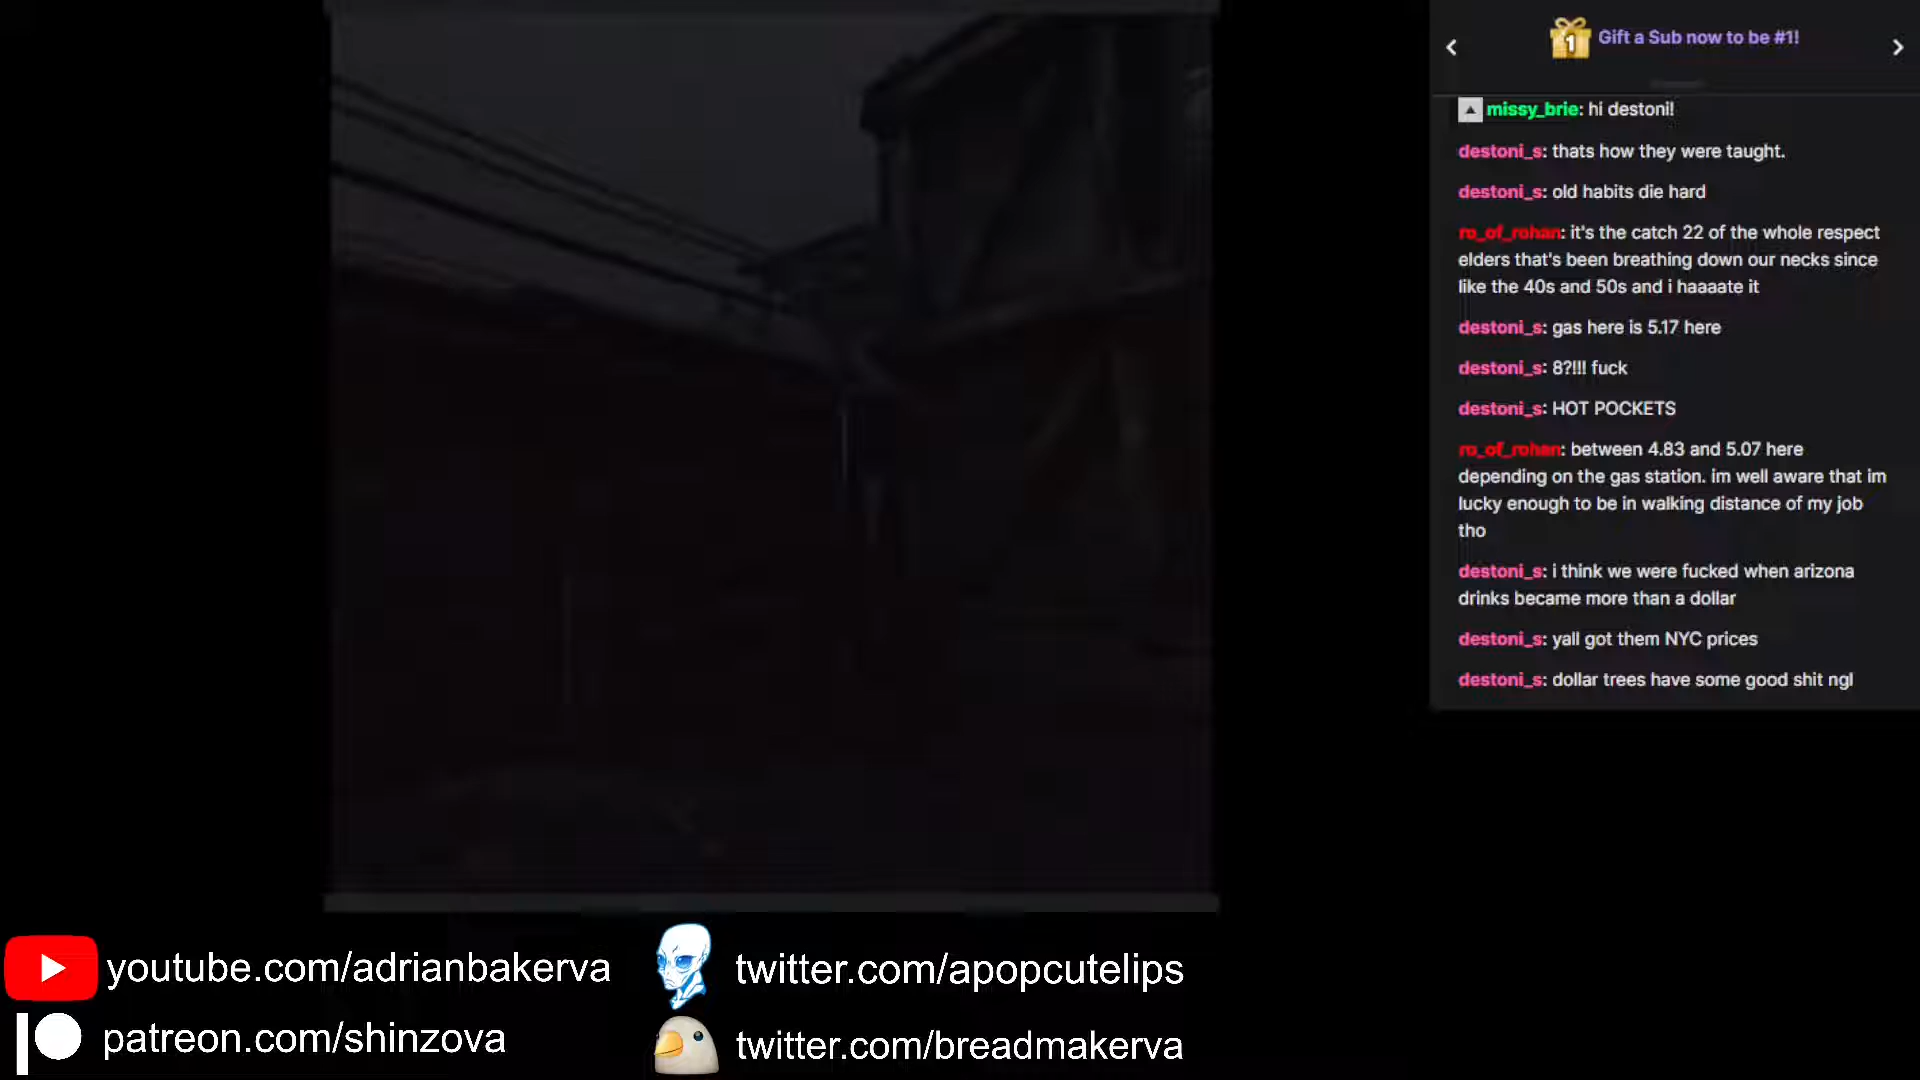 1 Gift a Sub now to be #1!
missy_brie: hi destoni!
destoni_s: thats how they were taught.
destoni_s: old habits die hard
ro_of_rohan: it's the catch 22 of the whole respect
elders that's been breathing down our necks since
like the 40s and 50s and i haaaate it
destoni_s: gas here is 5.17 here
destoni_s: 8?!!! fuck
destoni_s: HOT POCKETS
ro_of_rohan: between 4.83 and 5.07 here
depending on the gas station. im well aware that im
lucky enough to be in walking distance of my job
tho
destoni_s: i think we were fucked when arizona
drinks became more than a dollar
destoni_s: yall got them NYC prices
destoni_s: dollar trees have some good shit ngl
youtube.com/adrianbakerva
twitter.com/apopcutelips
patreon.com/shinzova
twitter.com/breadmakerva